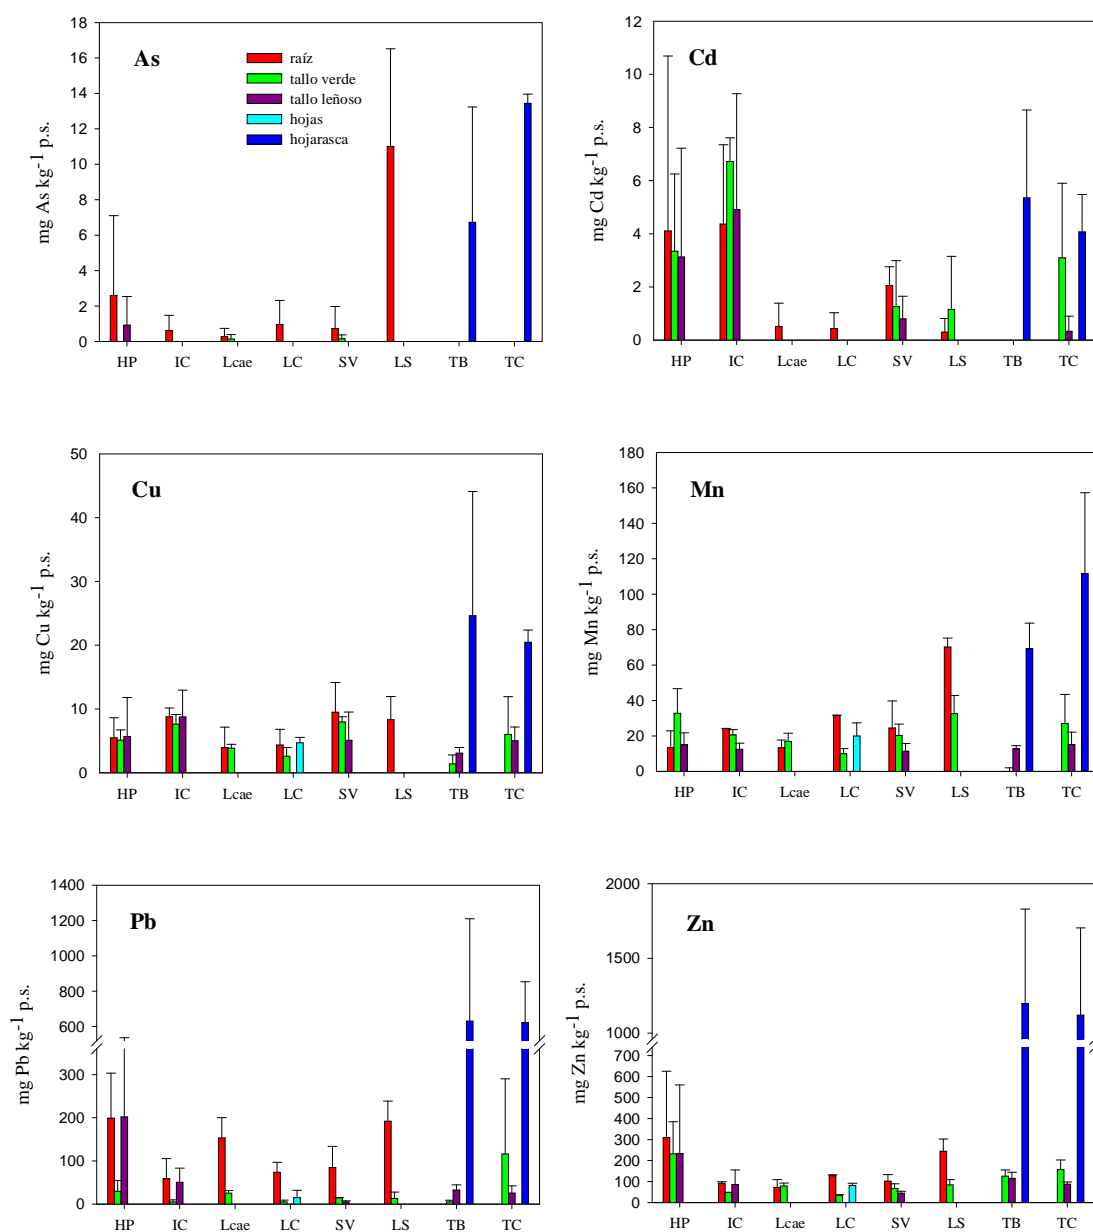 As
raíz
tallo verde
tallo leñoso
hojas
hojarasca
mg As kg-1 p.s.
18
16
14
12
10
8
6
4
2
0
HP IC Lcae LC SV LS TB TC
Cd
mg Cd kg-1 p.s.
12
10
8
6
4
2
0
HP IC Lcae LC SV LS TB TC
Cu
mg Cu kg-1 p.s.
50
40
30
20
10
0
HP IC Lcae LC SV LS TB TC
Mn
mg Mn kg-1 p.s.
180
160
140
120
100
80
60
40
20
0
HP IC Lcae LC SV LS TB TC
Pb
mg Pb kg-1 p.s.
1400
1200
1000
800
600
300
200
100
0
HP IC Lcae LC SV LS TB TC
Zn
mg Zn kg-1 p.s.
2000
1500
1000
700
600
500
400
300
200
100
0
HP IC Lcae LC SV LS TB TC